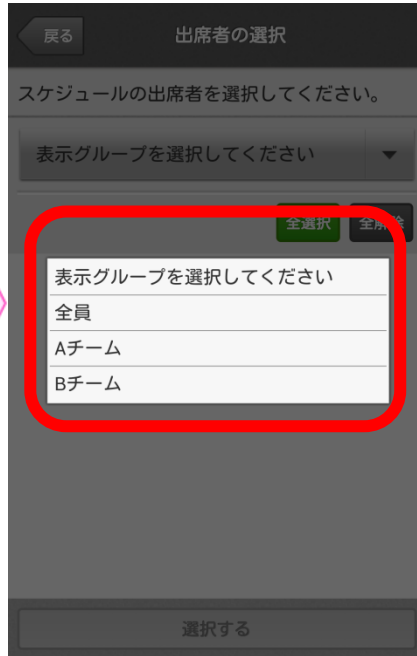 戻る
出席者の選択
スケジュールの出席者を選択してください。
表示グループを選択してください
全選択
全解除
表示グループを選択してください
全員
Aチーム
Bチーム
選択する